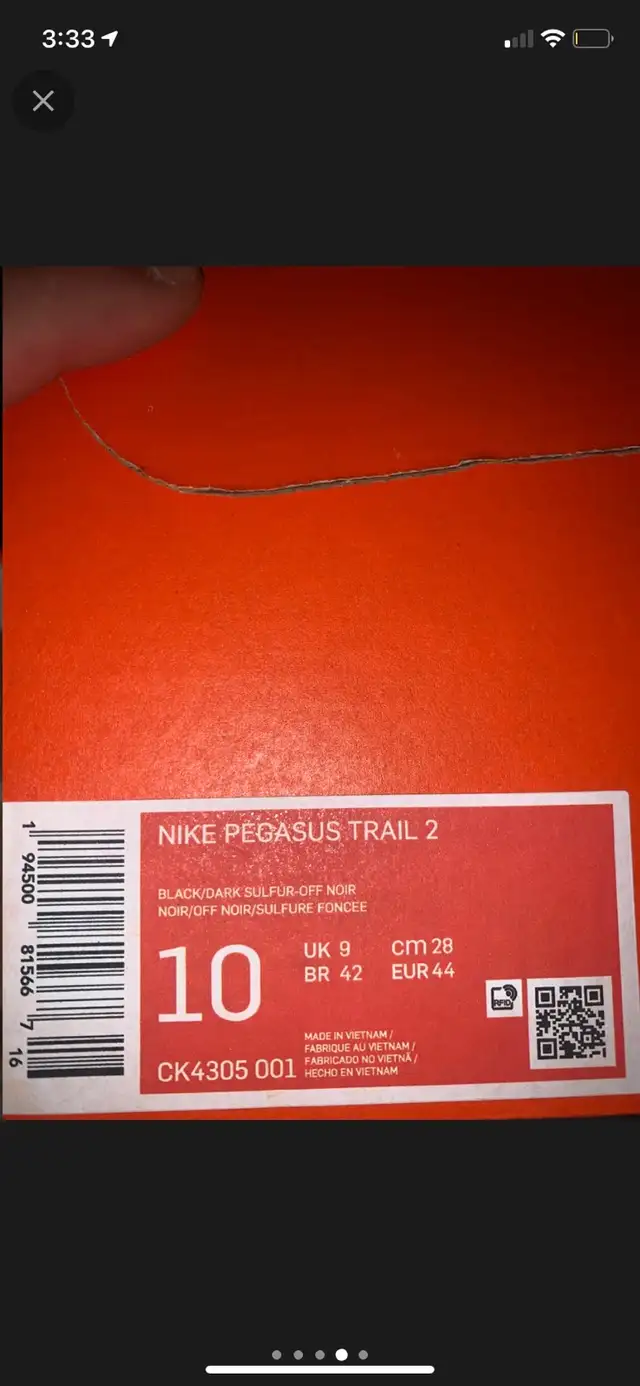 3:33
NIKE PEGASUS TRAIL 2
BLACK/DARK SULFUR-OFF NOIR
NOIR/OFF NOIR/SULFURE FONCEE
10
UK 9 cm 28
BR 42 EUR 44
RFID
MADE IN VIETNAM /
FABRIQUE AU VIETNAM /
FABRICADO NO VIETNÃ /
HECHO EN VIETNAM
CK4305 001
1 94500 81566 7 16